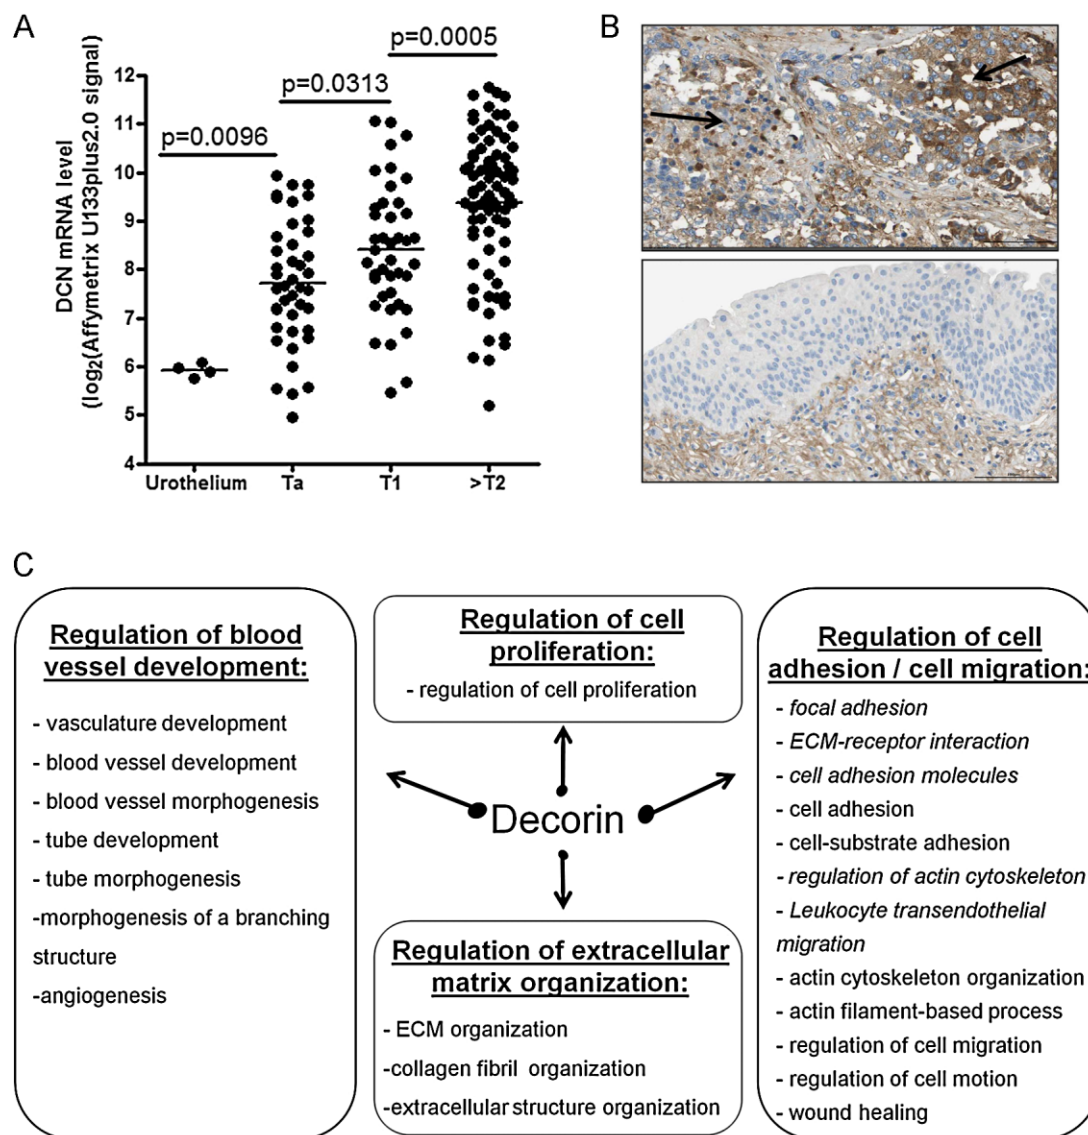 A
DCN mRNA level
(log2(Affymetrix U133plus2.0 signal)
p=0.0005
p=0.0313
p=0.0096
12
11
10
9
8
7
6
5
4
Urothelium Ta T1 >T2
B
C
Regulation of blood
vessel development:
- vasculature development
- blood vessel development
- blood vessel morphogenesis
- tube development
- tube morphogenesis
-morphogenesis of a branching
structure
-angiogenesis
Regulation of cell
proliferation:
- regulation of cell proliferation
Decorin
Regulation of extracellular
matrix organization:
- ECM organization
-collagen fibril organization
-extracellular structure organization
Regulation of cell
adhesion / cell migration:
- focal adhesion
- ECM-receptor interaction
- cell adhesion molecules
- cell adhesion
- cell-substrate adhesion
- regulation of actin cytoskeleton
- Leukocyte transendothelial
migration
- actin cytoskeleton organization
- actin filament-based process
- regulation of cell migration
- regulation of cell motion
- wound healing